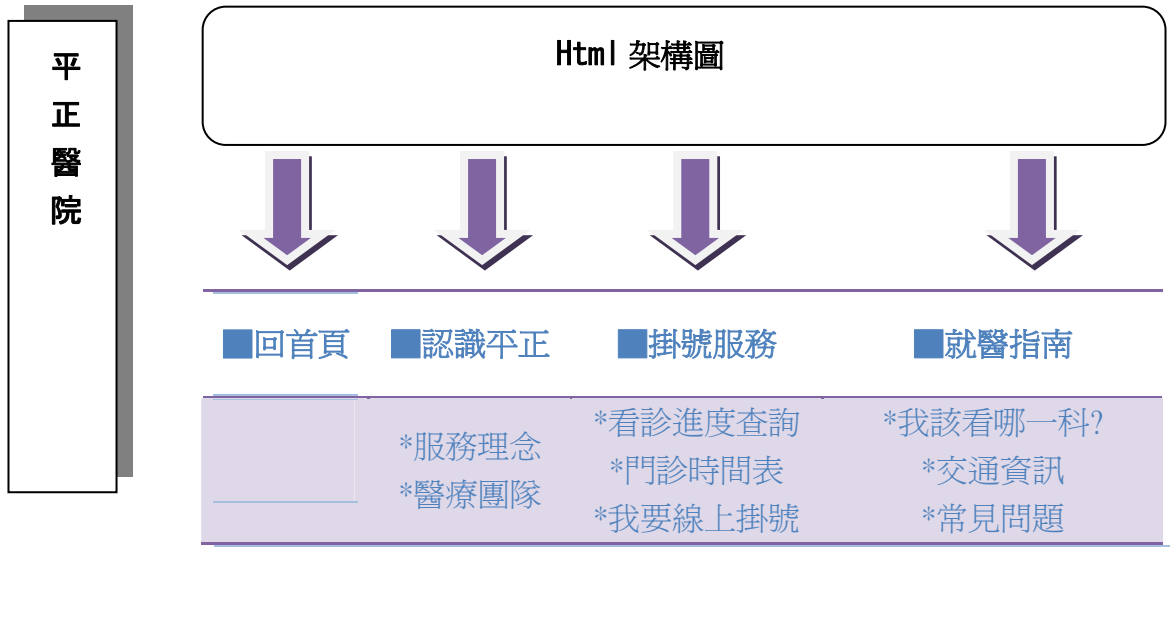 平正醫院
Html 架構圖
■回首頁
■認識平正
■掛號服務
■就醫指南
*服務理念
*醫療團隊
*看診進度查詢
*門診時間表
*我要線上掛號
*我該看哪一科?
*交通資訊
*常見問題